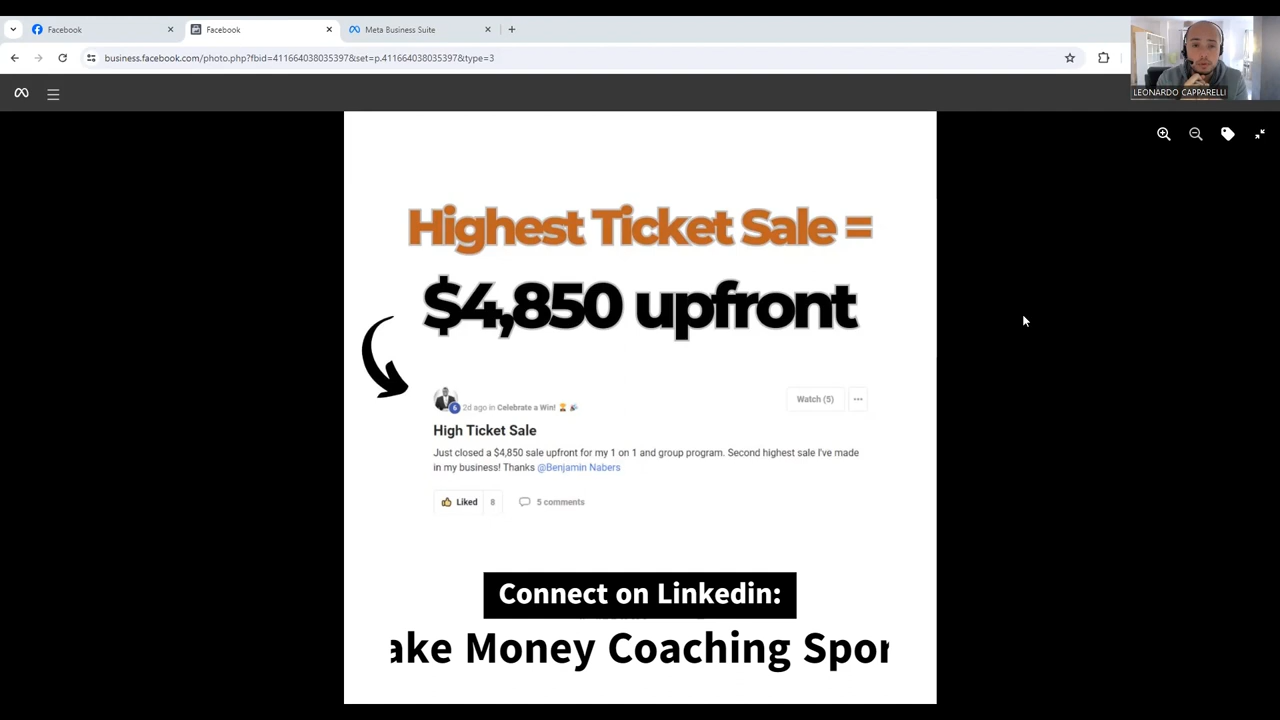 Facebook
Facebook
Meta Business Suite
business.facebook.com/photo.php?fbid=411664038035397&set=p.411664038035397&type=3
LEONARDO CAPPARELLI
Highest Ticket Sale =
$4,850 upfront
6
2d ago in Celebrate a Win!
Watch (5)
High Ticket Sale
Just closed a $4,850 sale upfront for my 1 on 1 and group program. Second highest sale I've made
in my business! Thanks @Benjamin Nabers
Liked 8 5 comments
Connect on Linkedin:
ake Money Coaching Spor